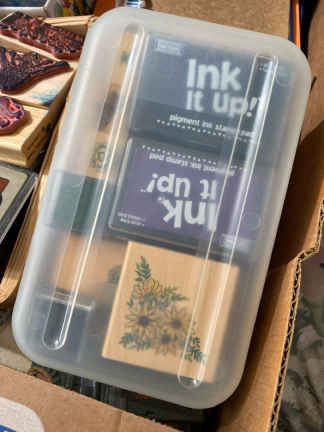 Ink
It Up!
pigment ink stamp pad
pigment ink stamp pad
Ink
It Up!